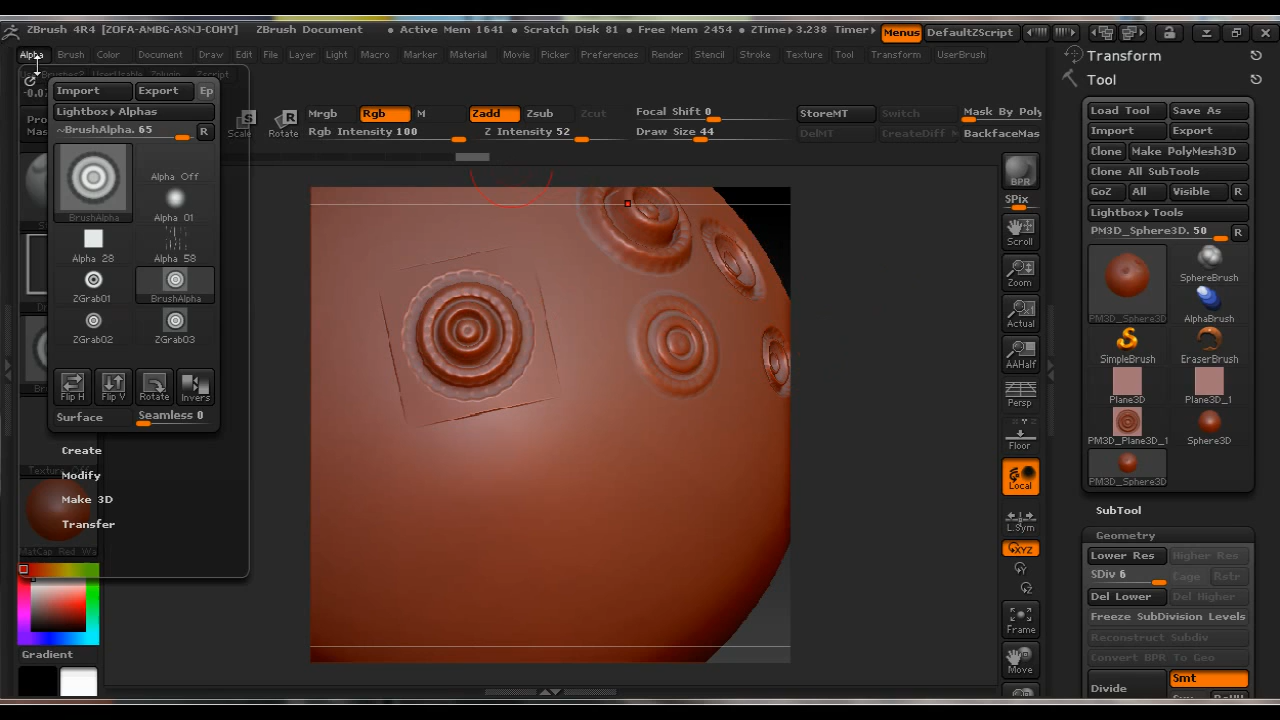 ZBrush 4R4 [ZOFA-AMBG-ASNJ-COHY] ZBrush Document • Active Mem 1641 • Scratch Disk 81 • Free Mem 2454 • ZTime▸3.238 Timer▸ Menus DefaultZScript
Alpha Brush Color Document Draw Edit File Layer Light Macro Marker Material Movie Picker Preferences Render Stencil Stroke Texture Tool Transform UserBrush
Transform
Tool
Import Export Ep
Lightbox▸Alphas
~BrushAlpha. 65 R
Alpha Off
BrushAlpha Alpha 01
Alpha 28 Alpha 58
ZGrab01 BrushAlpha
ZGrab02 ZGrab03
Flip H Flip V Rotate Invers
Surface Seamless 0
Create
Modify
Make 3D
Transfer
Gradient
Scale Rotate
Mrgb Rgb M Zadd Zsub Zcut
Rgb Intensity 100 Z Intensity 52
Focal Shift 0
Draw Size 44
StoreMT Switch Mask By Poly
DelMT CreateDiff BackfaceMas
BPR
SPix
Scroll
Zoom
Actual
AAHalf
Persp
Floor
Local
L.Sym
XYZ
Frame
Move
Load Tool Save As
Import Export
Clone Make PolyMesh3D
Clone All SubTools
GoZ All Visible R
Lightbox▸Tools
PM3D_Sphere3D. 50 R
SphereBrush
PM3D_Sphere3D AlphaBrush
SimpleBrush EraserBrush
Plane3D Plane3D_1
PM3D_Plane3D_1 Sphere3D
PM3D_Sphere3D
SubTool
Geometry
Lower Res Higher Res
SDiv 6 Cage Rstr
Del Lower Del Higher
Freeze SubDivision Levels
Reconstruct Subdiv
Convert BPR To Geo
Divide Smt